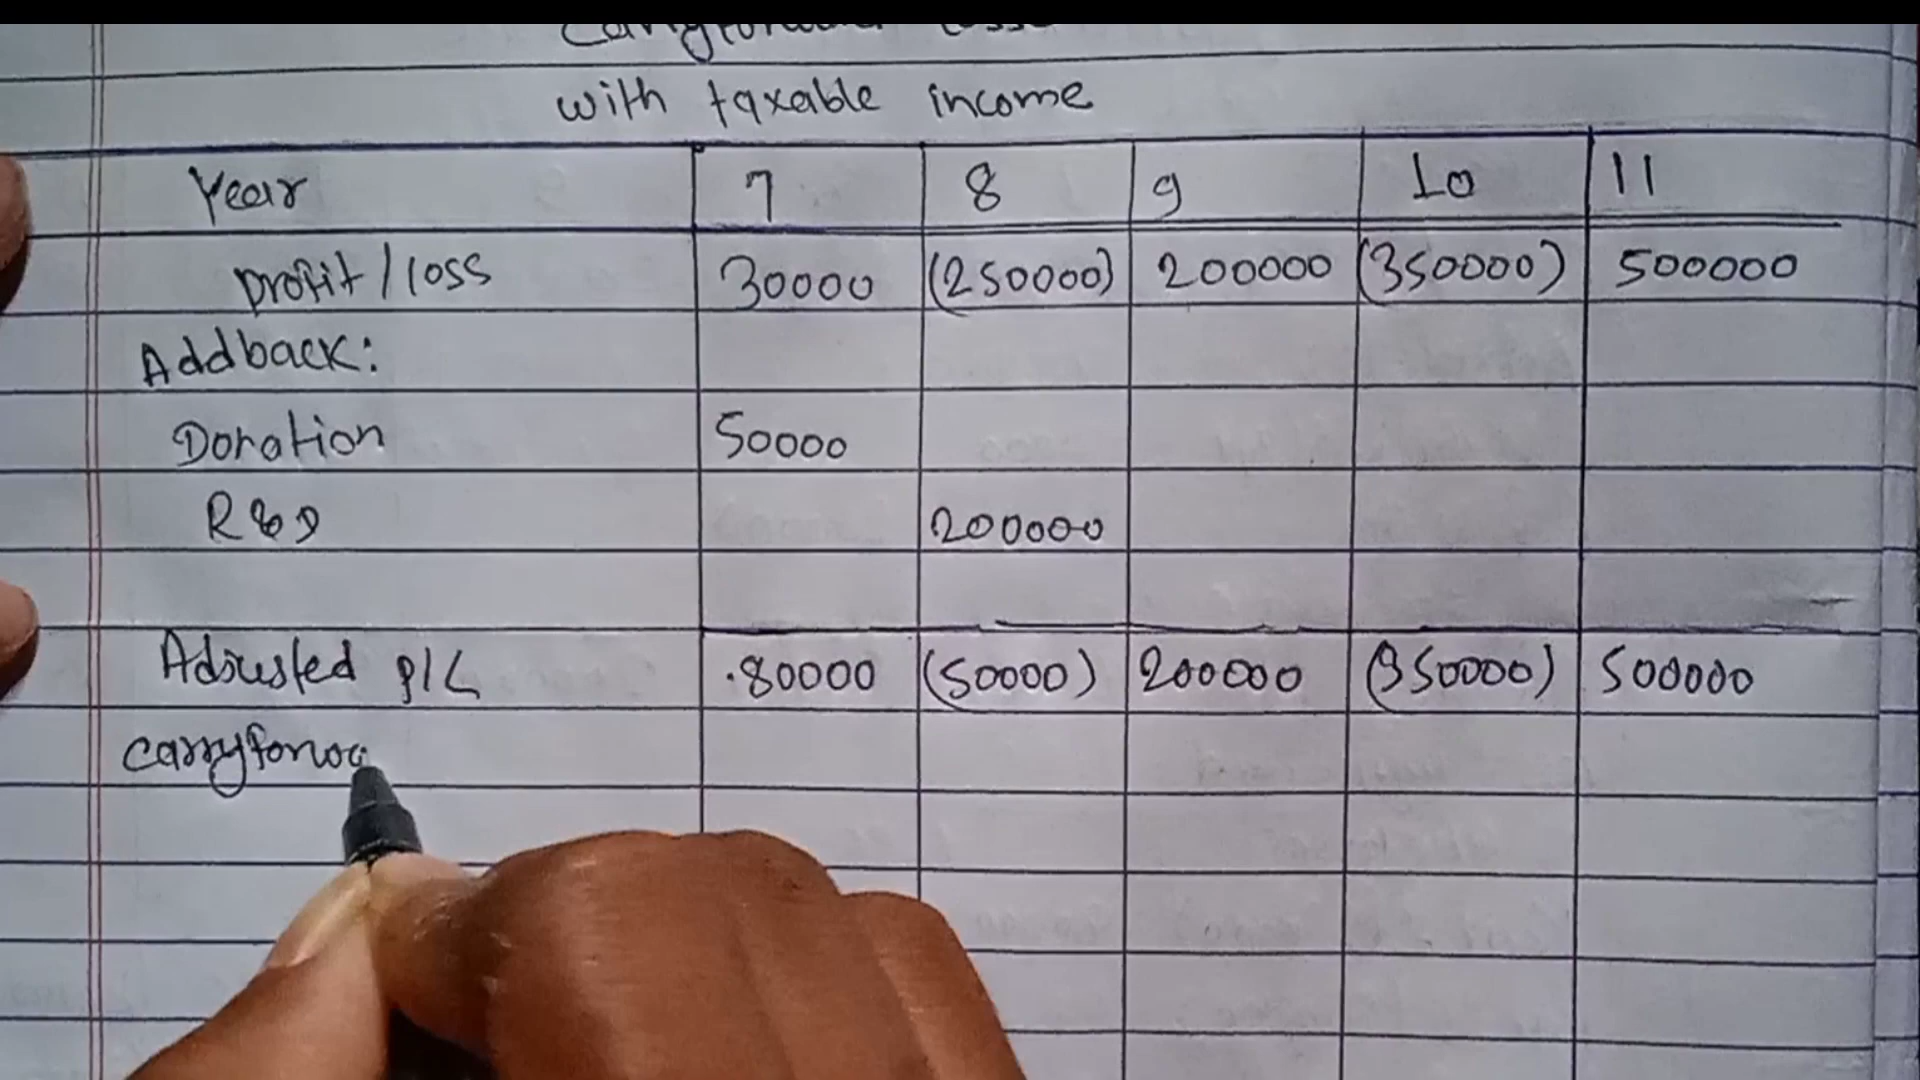 with taxable income
Year 7 8 9 10 11
profit/loss 30000 (250000) 200000 (350000) 500000
Addback:
Donation 50000
R&D 200000
Adjusted P/L 80000 (50000) 200000 (350000) 500000